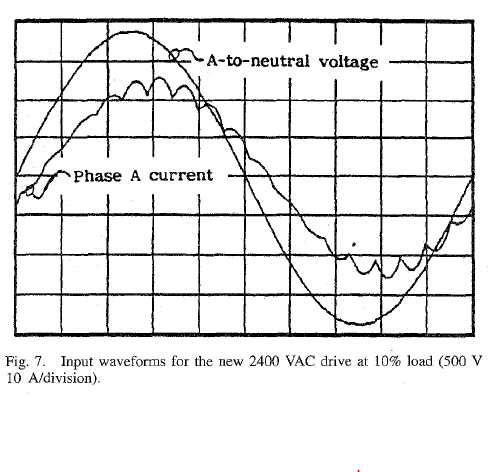 A-to-neutral voltage
Phase A current
Fig. 7. Input waveforms for the new 2400 VAC drive at 10% load (500 V
10 A/division).